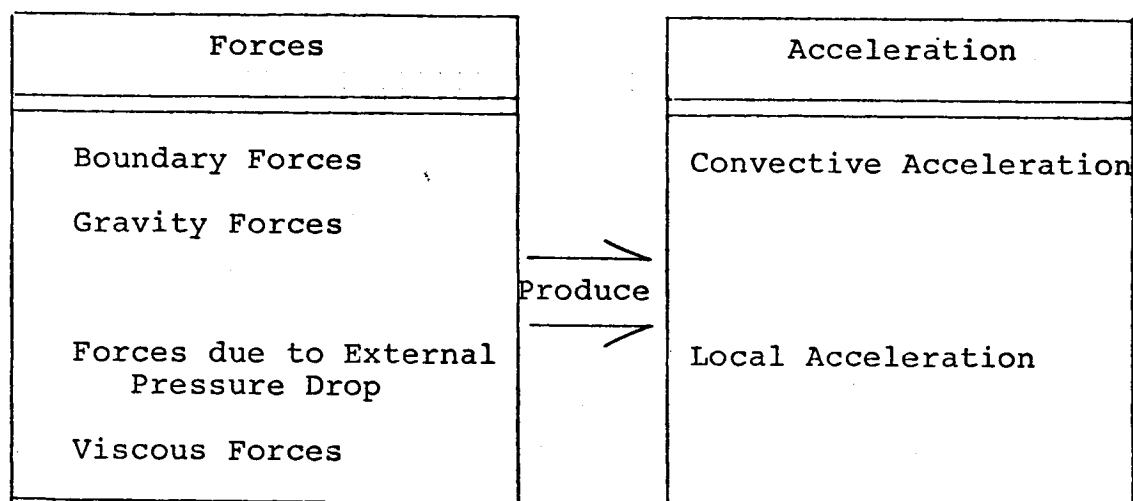 Forces
Boundary Forces
Gravity Forces
Forces due to External
Pressure Drop
Viscous Forces
Produce
Acceleration
Convective Acceleration
Local Acceleration